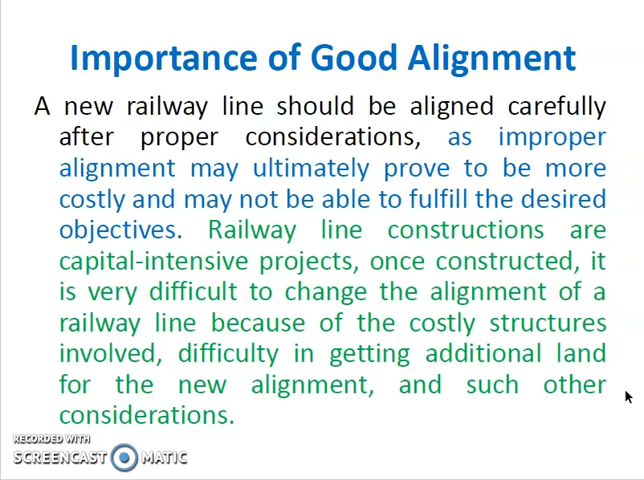 Importance of Good Alignment
A new railway line should be aligned carefully
after proper considerations, as improper
alignment may ultimately prove to be more
costly and may not be able to fulfill the desired
objectives. Railway line constructions are
capital-intensive projects, once constructed, it
is very difficult to change the alignment of a
railway line because of the costly structures
involved, difficulty in getting additional land
for the new alignment, and such other
considerations.
RECORDED WITH
SCREENCAST MATIC